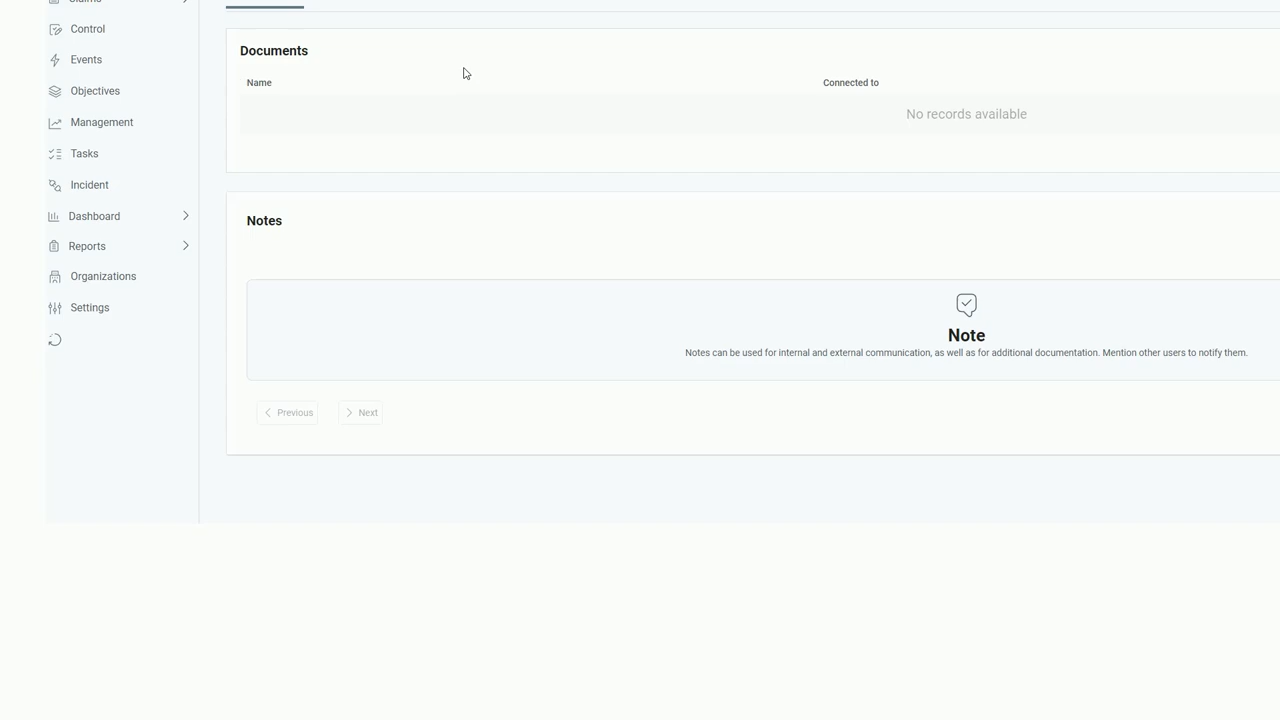 Claims
Control
Events
Objectives
Management
Tasks
Incident
Dashboard
Reports
Organizations
Settings
Documents
Name
Connected to
No records available
Notes
Note
Notes can be used for internal and external communication, as well as for additional documentation. Mention other users to notify them.
Previous
Next